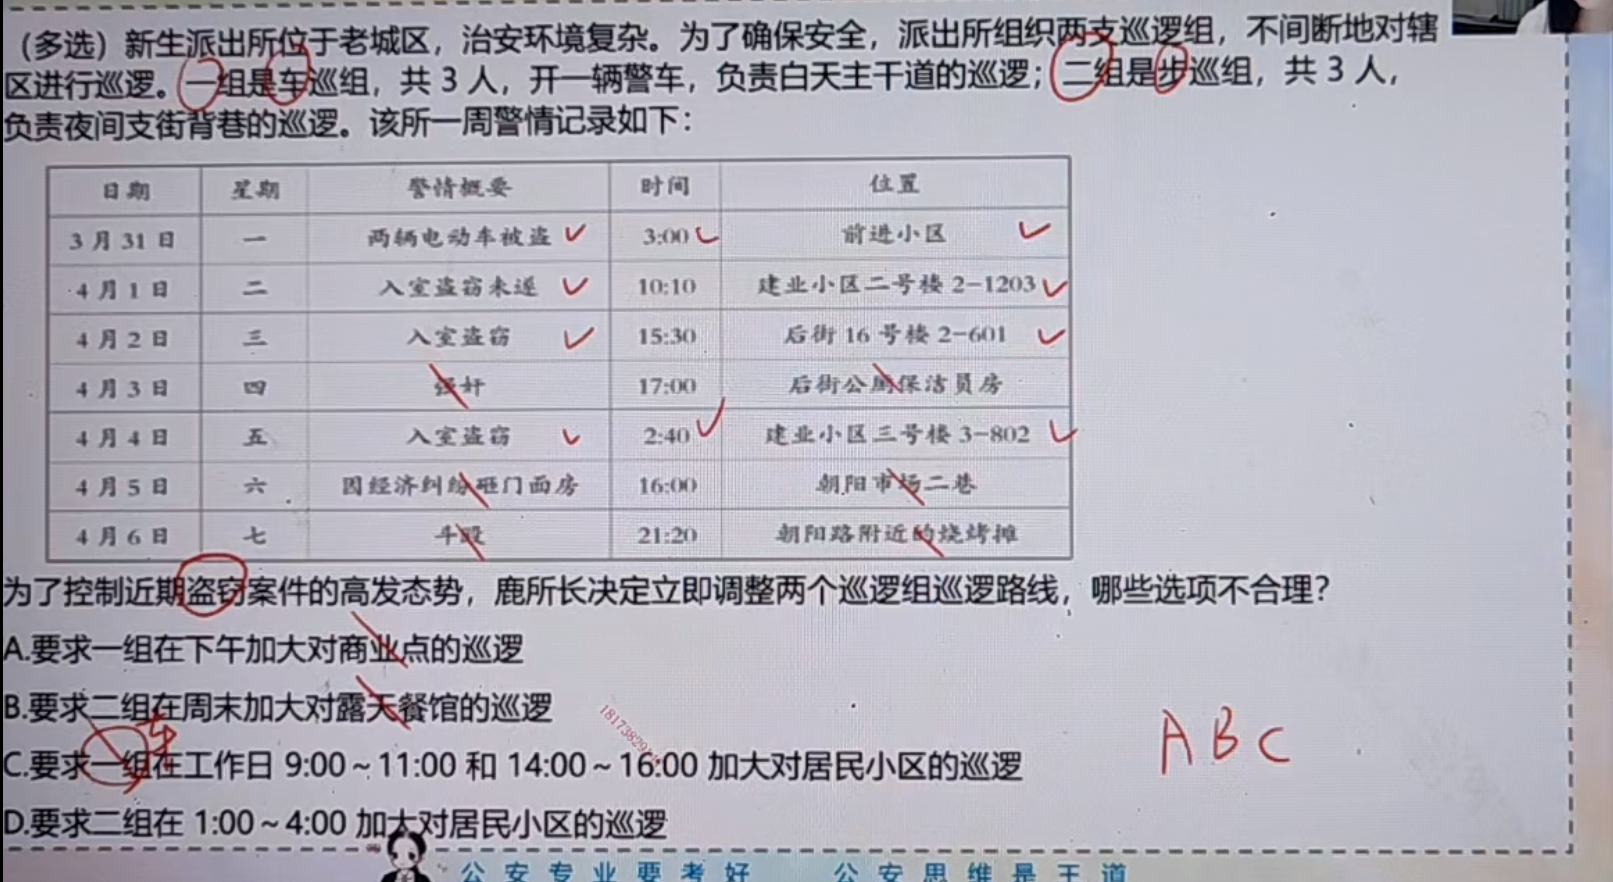 （多选）新生派出所位于老城区，治安环境复杂。为了确保安全，派出所组织两支巡逻组，不间断地对辖
区进行巡逻。一组是车巡组，共 3 人，开一辆警车，负责白天主干道的巡逻；二组是步巡组，共 3 人，
负责夜间支街背巷的巡逻。该所一周警情记录如下：
日期 星期 警情概要 时间 位置
3月31日 一 两辆电动车被盗 3:00 前进小区
4月1日 二 入室盗窃未遂 10:10 建业小区二号楼 2-1203
4月2日 三 入室盗窃 15:30 后街 16 号楼 2-601
4月3日 四 强奸 17:00 后街公厕保洁员房
4月4日 五 入室盗窃 2:40 建业小区三号楼 3-802
4月5日 六 因经济纠纷砸门面房 16:00 朝阳市场二巷
4月6日 七 斗殴 21:20 朝阳路附近的烧烤摊
为了控制近期盗窃案件的高发态势，鹿所长决定立即调整两个巡逻组巡逻路线，哪些选项不合理？
A.要求一组在下午加大对商业点的巡逻
B.要求二组在周末加大对露天餐馆的巡逻
车
C.要求一组在工作日 9:00～11:00 和 14:00～16:00 加大对居民小区的巡逻
ABC
D.要求二组在 1:00～4:00 加大对居民小区的巡逻
公安专业要考好 公安思维是王道